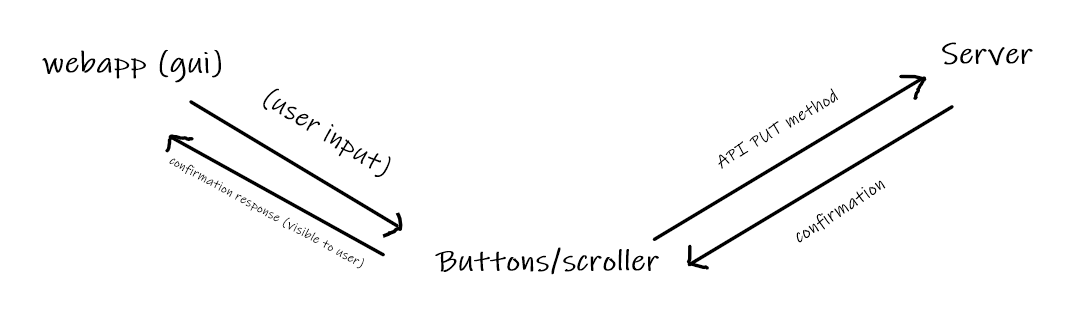 webapp (gui)
Server
(user input)
API PUT method
confirmation response (visible to user)
confirmation
Buttons/scroller